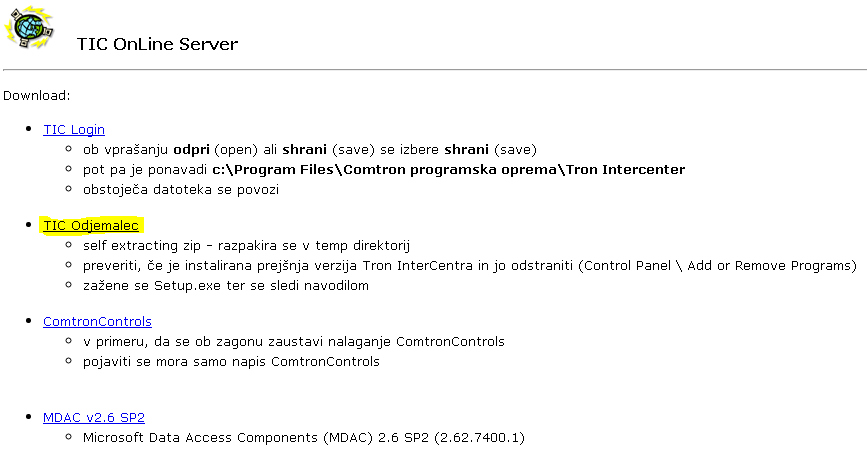 TIC OnLine Server
Download:
TIC Login
ob vprašanju odpri (open) ali shrani (save) se izbere shrani (save)
pot pa je ponavadi c:\Program Files\Comtron programska oprema\Tron Intercenter
obstoječa datoteka se povozi
TIC Odjemalec
self extracting zip - razpakira se v temp direktorij
preveriti, če je instalirana prejšnja verzija Tron InterCentra in jo odstraniti (Control Panel \ Add or Remove Programs)
zažene se Setup.exe ter se sledi navodilom
ComtronControls
v primeru, da se ob zagonu zaustavi nalaganje ComtronControls
pojaviti se mora samo napis ComtronControls
MDAC v2.6 SP2
Microsoft Data Access Components (MDAC) 2.6 SP2 (2.62.7400.1)